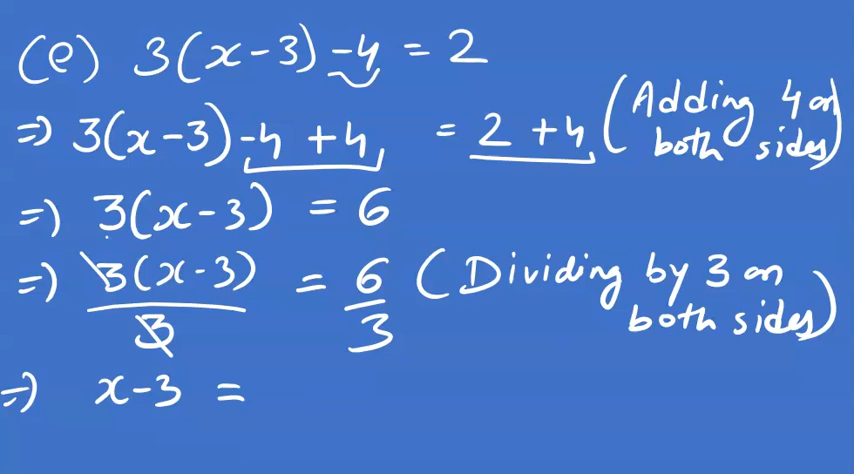 (e) 3(x-3) -4 = 2
=) 3(x-3) -4 +4 = 2 +4 (Adding 4 on both sides)
=) 3(x-3) = 6
=) 3(x-3)/3 = 6/3 (Dividing by 3 on both sides)
=) x-3 =